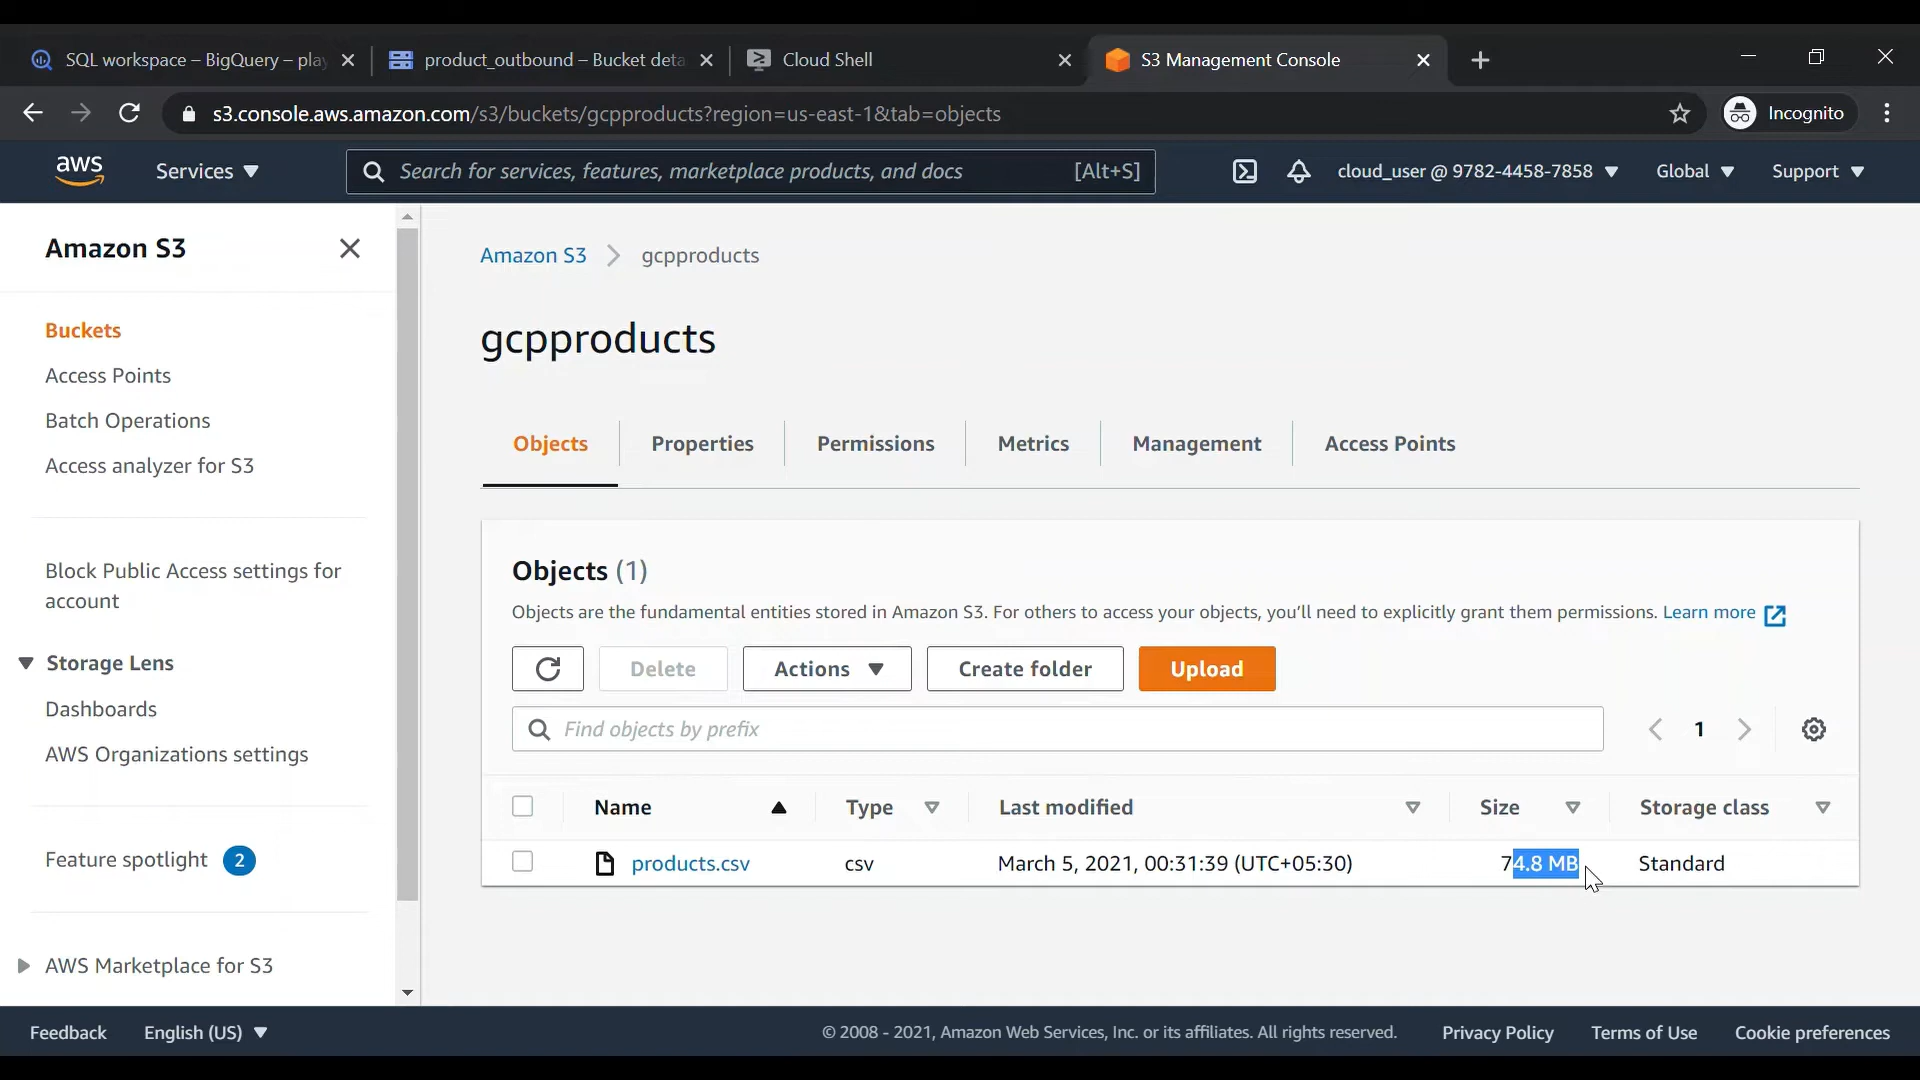 SQL workspace – BigQuery – play
product_outbound – Bucket deta
Cloud Shell
S3 Management Console
s3.console.aws.amazon.com/s3/buckets/gcpproducts?region=us-east-1&tab=objects
Incognito
aws
Services
Search for services, features, marketplace products, and docs
[Alt+S]
cloud_user @ 9782-4458-7858
Global
Support
Amazon S3
Buckets
Access Points
Batch Operations
Access analyzer for S3
Block Public Access settings for
account
Storage Lens
Dashboards
AWS Organizations settings
Feature spotlight 2
AWS Marketplace for S3
Amazon S3 gcpproducts
gcpproducts
Objects Properties Permissions Metrics Management Access Points
Objects (1)
Objects are the fundamental entities stored in Amazon S3. For others to access your objects, you'll need to explicitly grant them permissions. Learn more
Delete Actions Create folder Upload
Find objects by prefix
1
Name Type Last modified Size Storage class
products.csv csv March 5, 2021, 00:31:39 (UTC+05:30) 74.8 MB Standard
Feedback English (US) © 2008 - 2021, Amazon Web Services, Inc. or its affiliates. All rights reserved. Privacy Policy Terms of Use Cookie preferences